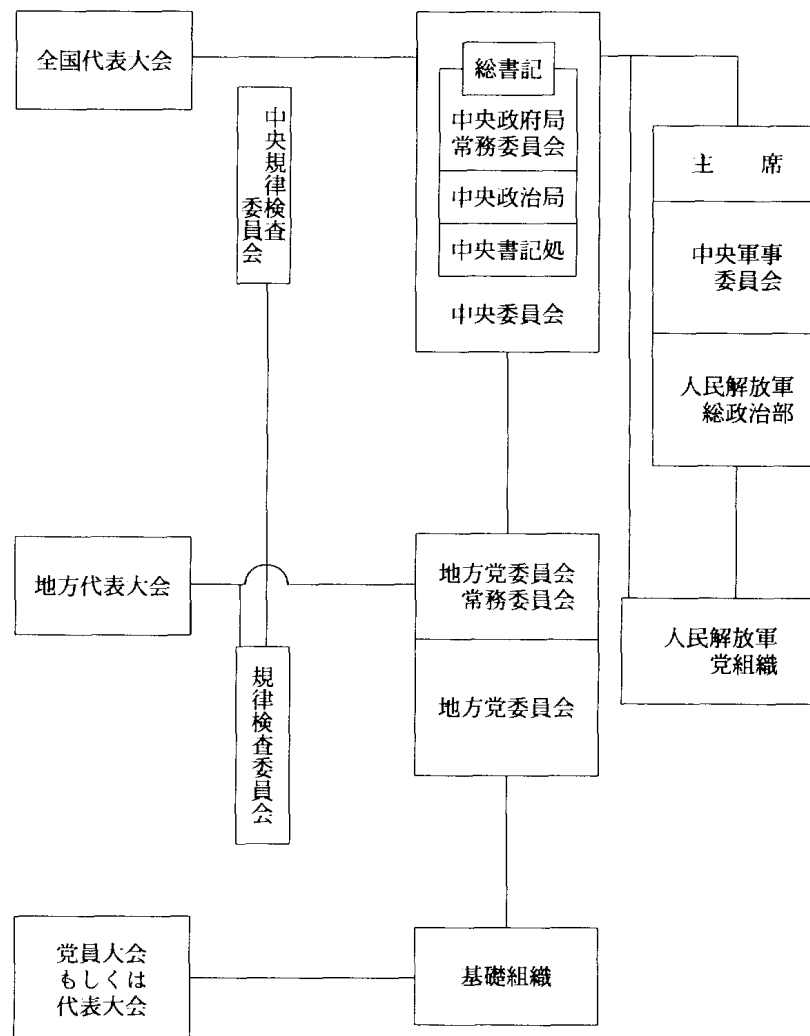 全国代表大会
中央規律検査
委員会
総書記
中央政府局
常務委員会
中央政治局
中央書記処
中央委員会
主 席
中央軍事
委員会
人民解放軍
総政治部
地方代表大会
地方党委員会
常務委員会
人民解放軍
党組織
規律検査委員会
地方党委員会
党員大会
もしくは
代表大会
基礎組織